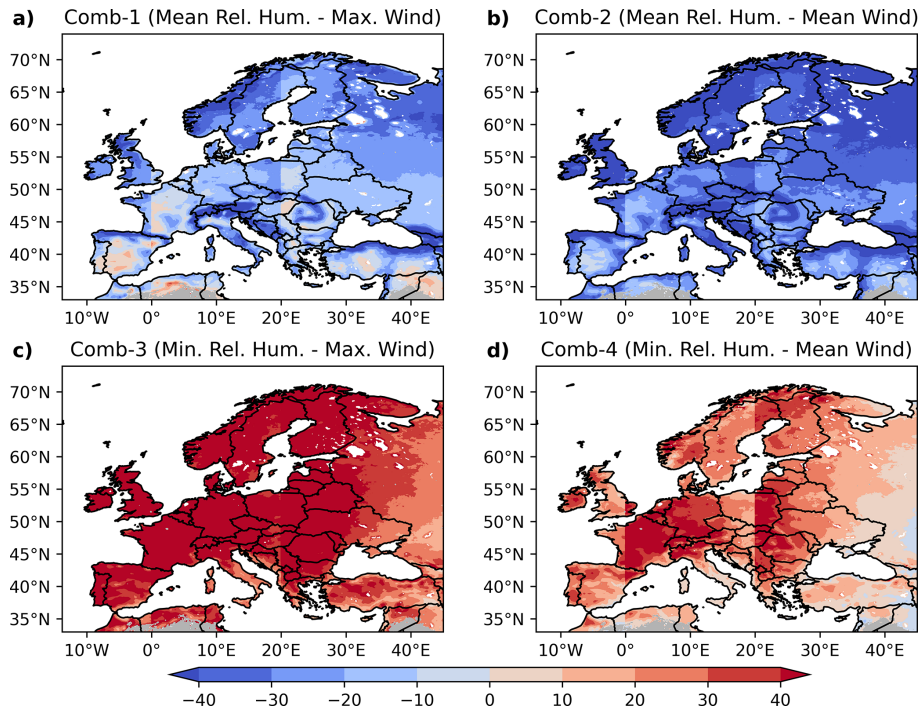 a) Comb-1 (Mean Rel. Hum. - Max. Wind)
b) Comb-2 (Mean Rel. Hum. - Mean Wind)
70°N
65°N
60°N
55°N
50°N
45°N
40°N
35°N
10°W 0° 10°E 20°E 30°E 40°E
70°N
65°N
60°N
55°N
50°N
45°N
40°N
35°N
10°W 0° 10°E 20°E 30°E 40°E
c) Comb-3 (Min. Rel. Hum. - Max. Wind)
d) Comb-4 (Min. Rel. Hum. - Mean Wind)
70°N
65°N
60°N
55°N
50°N
45°N
40°N
35°N
10°W 0° 10°E 20°E 30°E 40°E
70°N
65°N
60°N
55°N
50°N
45°N
40°N
35°N
10°W 0° 10°E 20°E 30°E 40°E
−40 −30 −20 −10 0 10 20 30 40